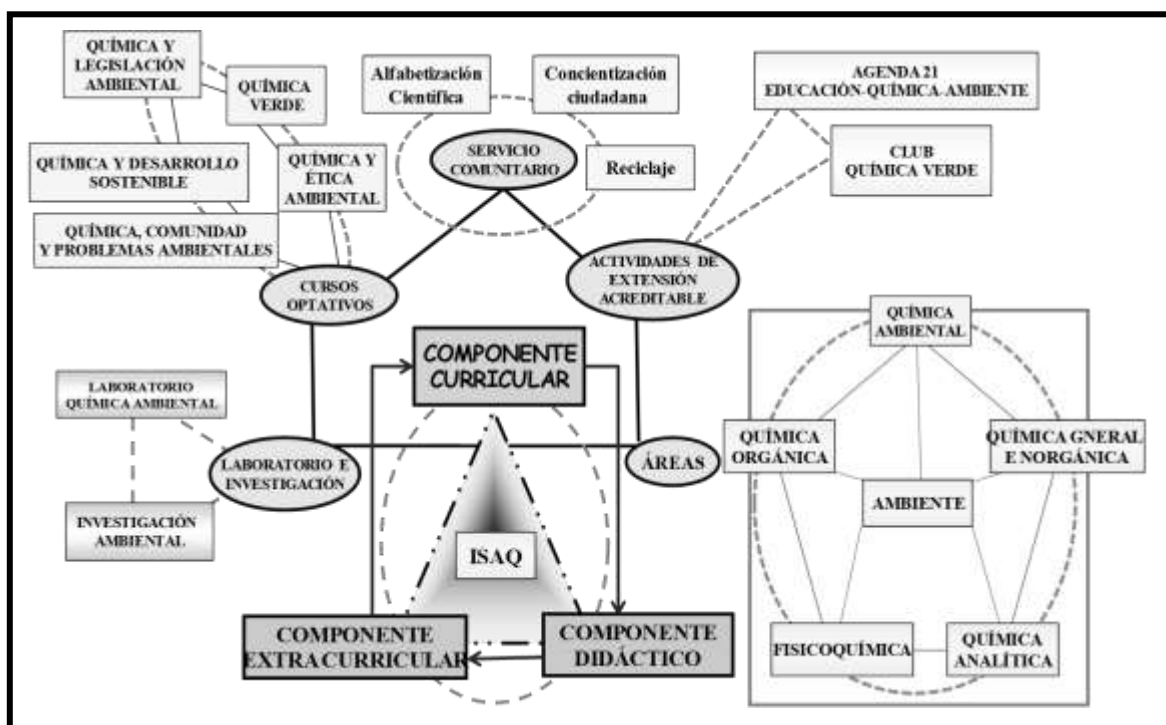 QUÍMICA Y
LEGISLACIÓN
AMBIENTAL
QUÍMICA
VERDE
QUÍMICA Y DESARROLLO
SOSTENIBLE
QUÍMICA Y
ÉTICA
AMBIENTAL
QUÍMICA, COMUNIDAD
Y PROBLEMAS AMBIENTALES
CURSOS
OPTATIVOS
Alfabetización
Científica
Concientización
ciudadana
SERVICIO
COMUNITARIO
Reciclaje
AGENDA 21
EDUCACIÓN-QUÍMICA-AMBIENTE
CLUB
QUÍMICA VERDE
ACTIVIDADES DE
EXTENSIÓN
ACREDITABLE
LABORATORIO
QUÍMICA AMBIENTAL
INVESTIGACIÓN
AMBIENTAL
LABORATORIO E
INVESTIGACIÓN
ÁREAS
COMPONENTE
CURRICULAR
ISAQ
COMPONENTE
EXTRACURRICULAR
COMPONENTE
DIDÁCTICO
QUÍMICA
AMBIENTAL
QUÍMICA
ORGÁNICA
QUÍMICA GNERAL
E NORGÁNICA
AMBIENTE
FISICOQUÍMICA
QUÍMICA
ANALÍTICA